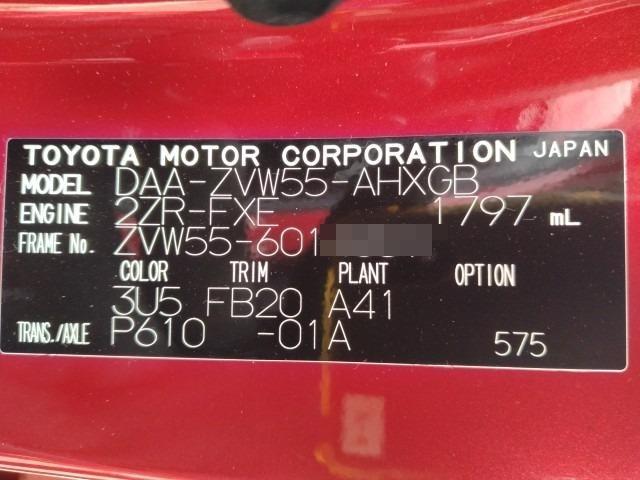 TOYOTA MOTOR CORPORATION JAPAN
MODEL DAA-ZVW55-AHXGB
ENGINE 2ZR-FXE 1797 mL
FRAME No. ZVW55-601
COLOR TRIM PLANT OPTION
3U5 FB20 A41
TRANS./AXLE P610 -01A 575